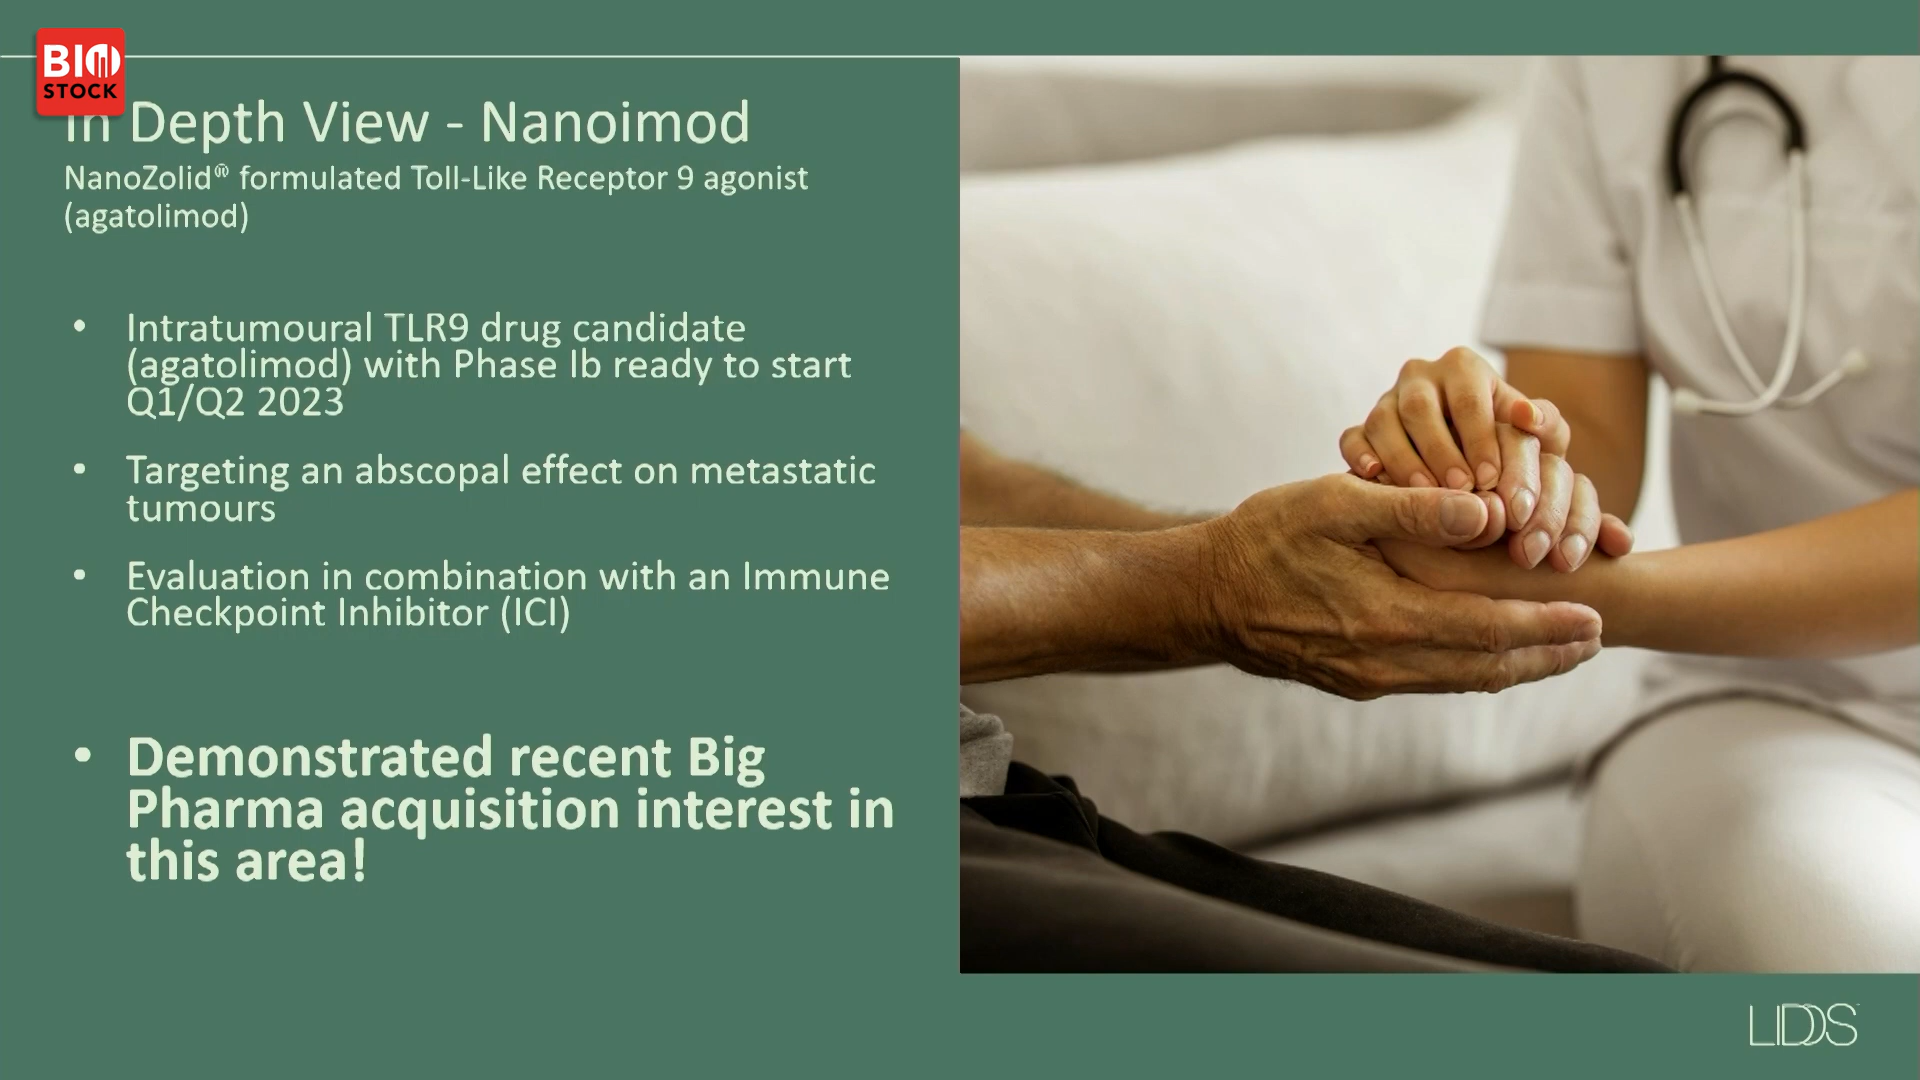 BIO
STOCK
In Depth View - Nanoimod
NanoZolid® formulated Toll-Like Receptor 9 agonist
(agatolimod)
• Intratumoural TLR9 drug candidate
(agatolimod) with Phase Ib ready to start
Q1/Q2 2023
• Targeting an abscopal effect on metastatic
tumours
• Evaluation in combination with an Immune
Checkpoint Inhibitor (ICI)
• Demonstrated recent Big
Pharma acquisition interest in
this area!
LIDDS